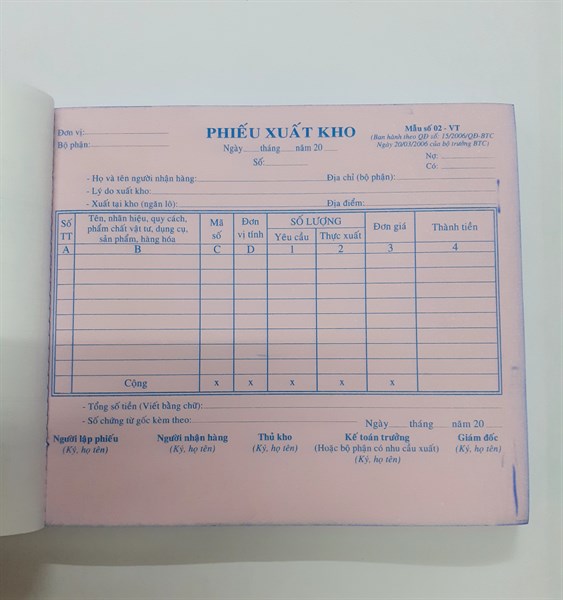 Đơn vị:
Bộ phận:
PHIẾU XUẤT KHO
Ngày tháng năm 20
Số:
Mẫu số 02 - VT
(Ban hành theo QĐ số: 15/2006/QĐ-BTC
Ngày 20/03/2006 của bộ trưởng BTC)
Nợ:
Có:
- Họ và tên người nhận hàng: Địa chỉ (bộ phận):
- Lý do xuất kho:
- Xuất tại kho (ngăn lô): Địa điểm:
Số TT
Tên, nhãn hiệu, quy cách, phẩm chất vật tư, dụng cụ, sản phẩm, hàng hóa
Mã số
Đơn vị tính
SỐ LƯỢNG
Yêu cầu Thực xuất
Đơn giá
Thành tiền
A B C D 1 2 3 4
Cộng x x x x x
- Tổng số tiền (Viết bằng chữ):
- Số chứng từ gốc kèm theo:
Ngày tháng năm 20
Người lập phiếu Người nhận hàng Thủ kho Kế toán trưởng Giám đốc
(Ký, họ tên) (Ký, họ tên) (Ký, họ tên) (Hoặc bộ phận có nhu cầu xuất) (Ký, họ tên)
(Ký, họ tên)